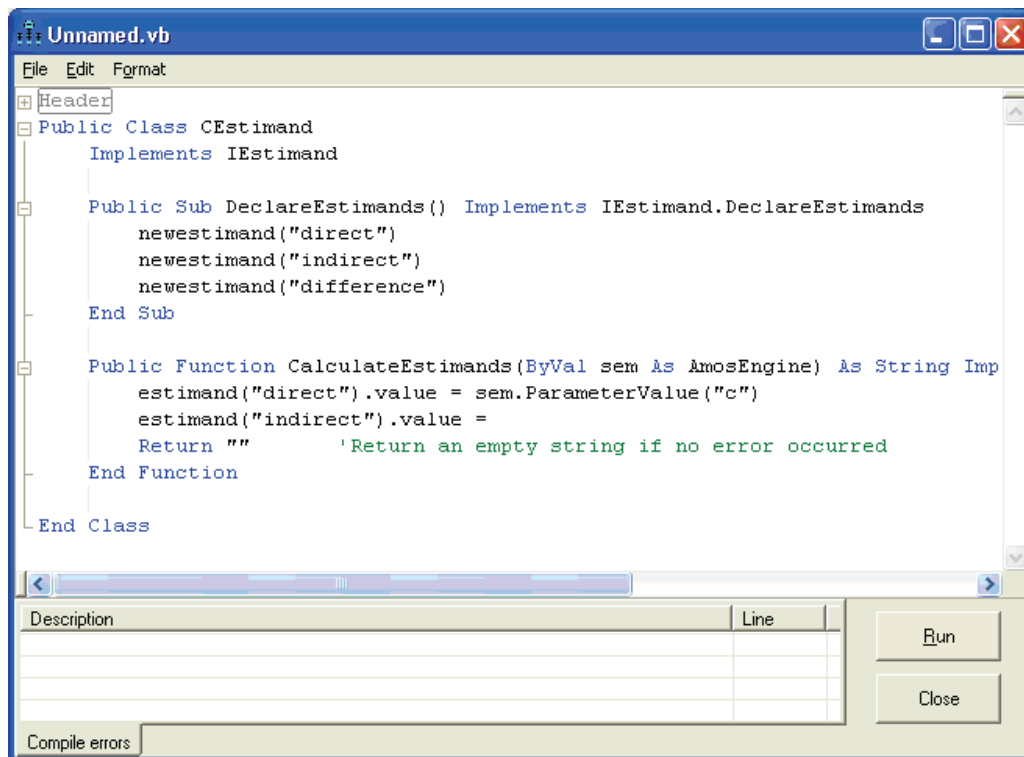 Unnamed.vb
File Edit Format
Header
Public Class CEstimand
Implements IEstimand
Public Sub DeclareEstimands() Implements IEstimand.DeclareEstimands
newestimand("direct")
newestimand("indirect")
newestimand("difference")
End Sub
Public Function CalculateEstimands(ByVal sem As AmosEngine) As String Imp
estimand("direct").value = sem.ParameterValue("c")
estimand("indirect").value =
Return "" 'Return an empty string if no error occurred
End Function
End Class
Description Line
Run
Close
Compile errors